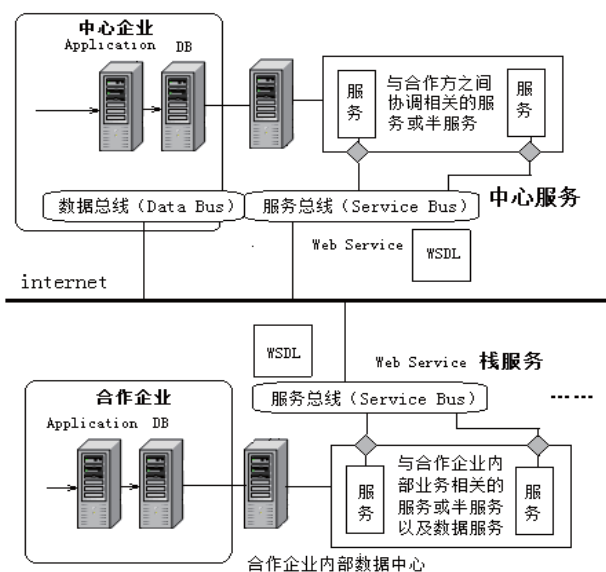 中心企业
Application DB
服务
与合作方之间
协调相关的服
务或半服务
服务
数据总线（Data Bus）
服务总线（Service Bus）
中心服务
Web Service
WSDL
internet
WSDL
Web Service 栈服务
服务总线（Service Bus）
……
合作企业
Application DB
服务
与合作企业内
部业务相关的
服务或半服务
以及数据服务
服务
合作企业内部数据中心